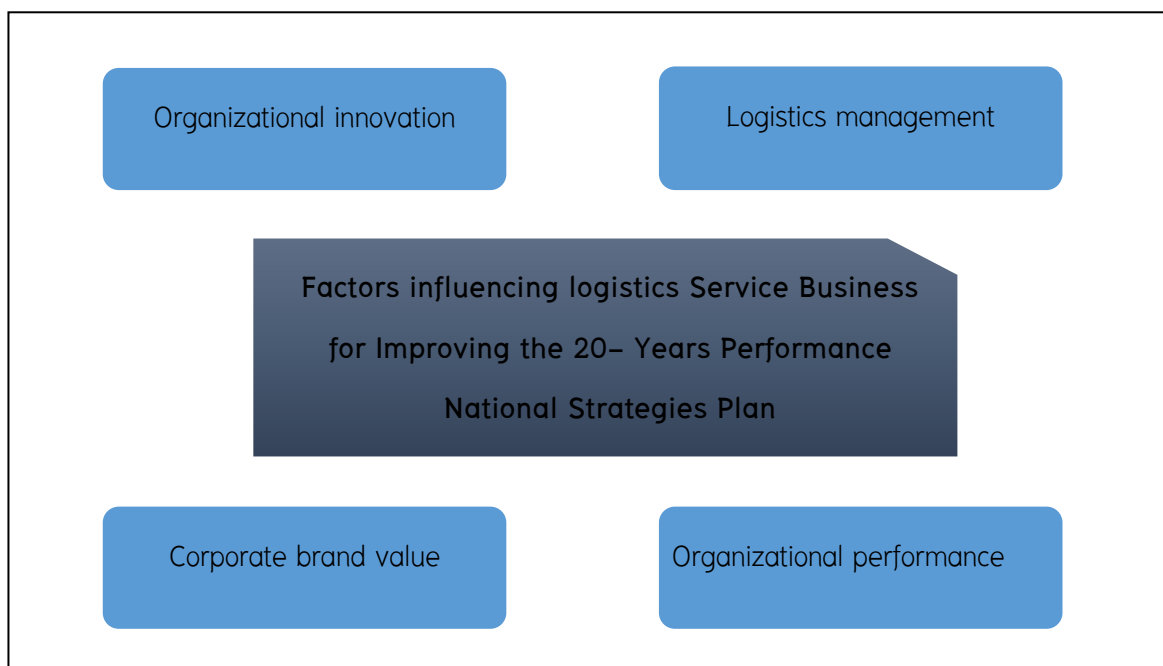 Organizational innovation
Logistics management
Factors influencing logistics Service Business
for Improving the 20– Years Performance
National Strategies Plan
Corporate brand value
Organizational performance